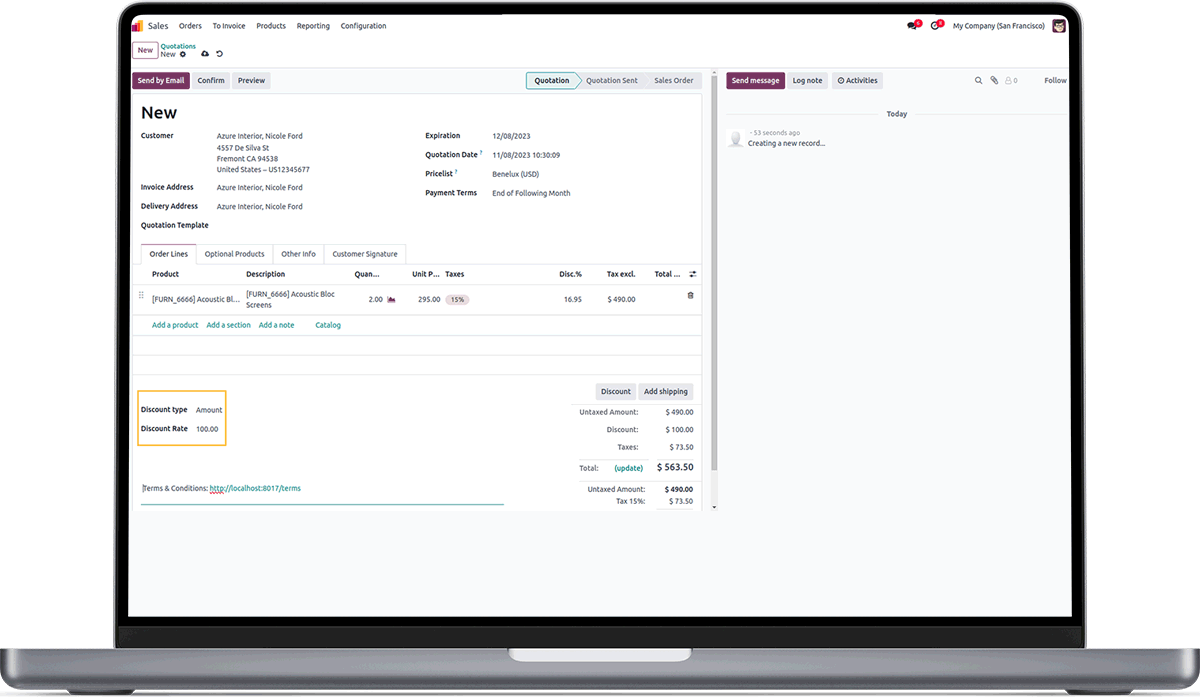 Sales Orders To Invoice Products Reporting Configuration 6 8 My Company (San Francisco)
New Quotations
New
Send by Email Confirm Preview Quotation Quotation Sent Sales Order Send message Log note Activities 0 Follow
New
Today
Customer Azure Interior, Nicole Ford Expiration 12/08/2023
- 53 seconds ago
4557 De Silva St
Creating a new record...
Fremont CA 94538 Quotation Date ? 11/08/2023 10:30:09
United States – US12345677 Pricelist ? Benelux (USD)
Invoice Address Azure Interior, Nicole Ford Payment Terms End of Following Month
Delivery Address Azure Interior, Nicole Ford
Quotation Template
Order Lines Optional Products Other Info Customer Signature
Product Description Quan... Unit P... Taxes Disc.% Tax excl. Total ...
[FURN_6666] Acoustic Bl... [FURN_6666] Acoustic Bloc 2.00 295.00 15% 16.95 $ 490.00
Screens
Add a product Add a section Add a note Catalog
Discount Add shipping
Discount type Amount Untaxed Amount: $ 490.00
Discount Rate 100.00 Discount: $ 100.00
Taxes: $ 73.50
Total: (update) $ 563.50
Terms & Conditions: http://localhost:8017/terms Untaxed Amount: $ 490.00
Tax 15%: $ 73.50